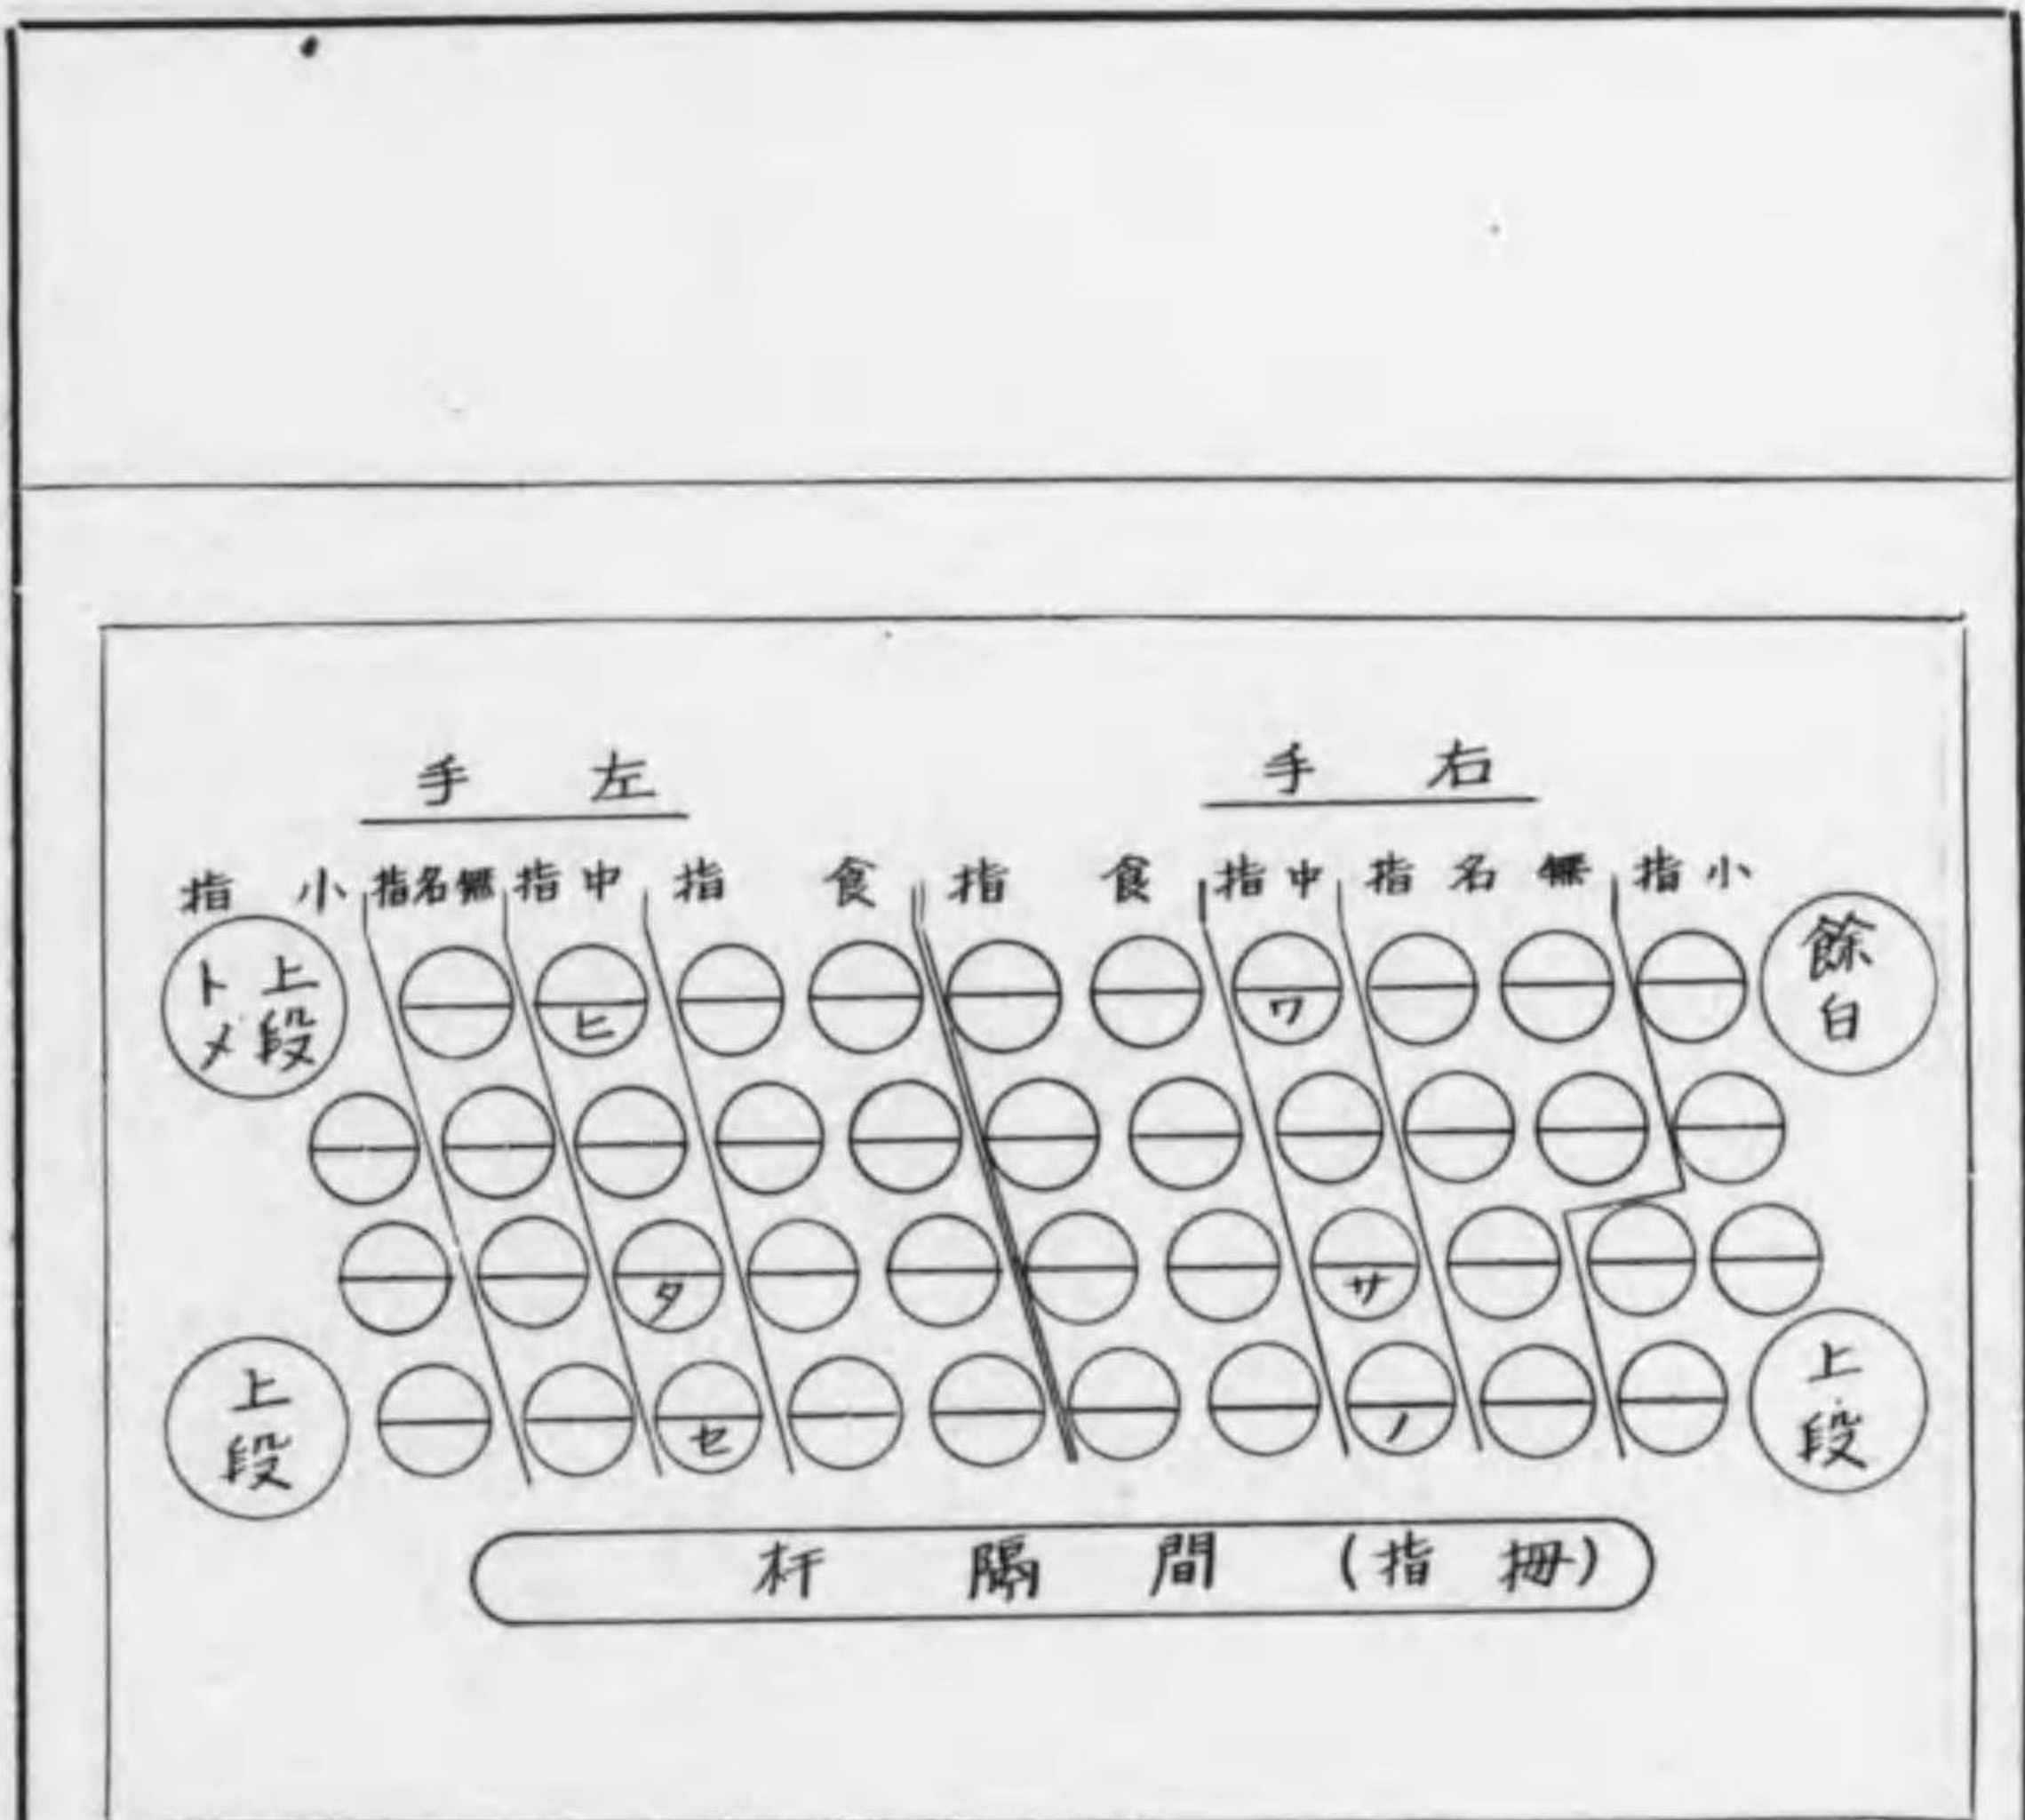 右手
左手
小指 無名指 中指 食指 食指 中指 無名指 小指
餘白
上段トメ
ワ ヒ
サ タ
ノ セ
上段
上段
(拇指)間隔杆